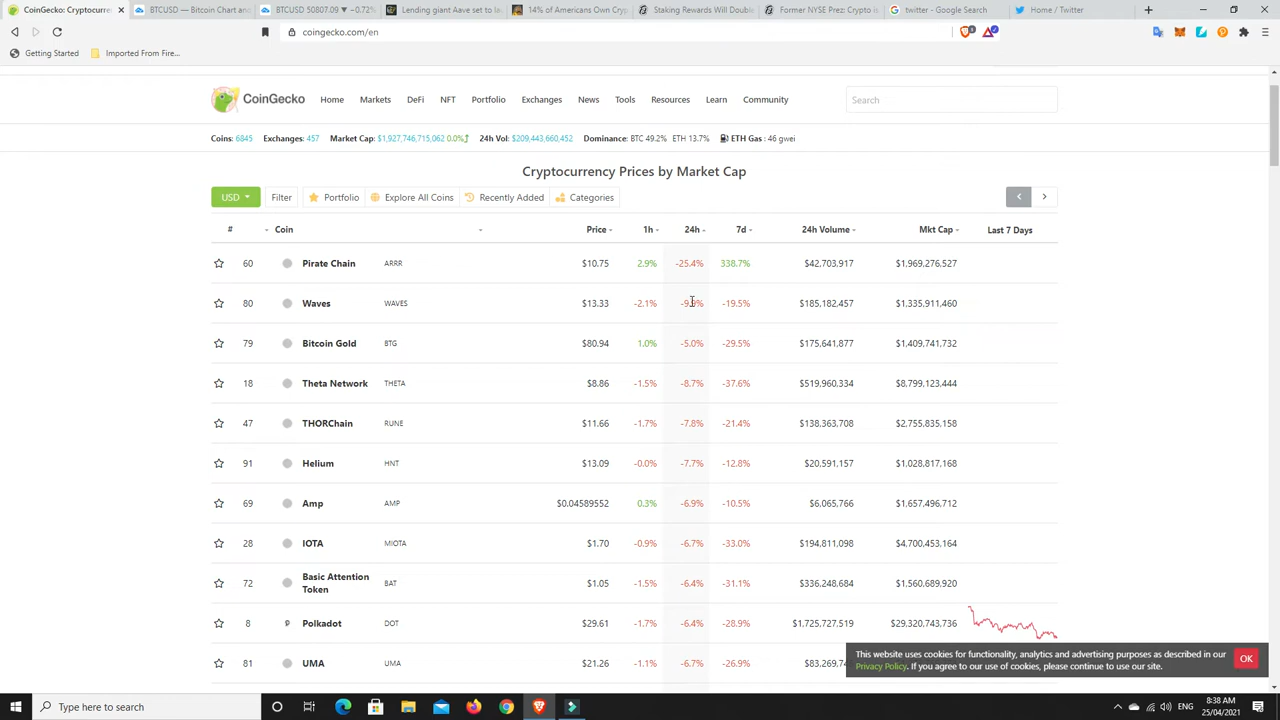 CoinGecko: Cryptocurr
BTCUSD — Bitcoin Chart and
BTCUSD 50807.09 ▼ −0.72%
Lending giant Aave set to la
14% of Americans Own Cryp
Staking Rewards Will Double
Former NYSE Prez: Crypto is
twitter - Google Search
Home / Twitter
coingecko.com/en
Getting Started
Imported From Fire...
CoinGecko
Home
Markets
DeFi
NFT
Portfolio
Exchanges
News
Tools
Resources
Learn
Community
Search
Coins: 6845 Exchanges: 457 Market Cap: $1,927,746,715,062 0.0% 24h Vol: $209,443,660,452 Dominance: BTC 49.2% ETH 13.7% ETH Gas: 46 gwei
Cryptocurrency Prices by Market Cap
USD Filter Portfolio Explore All Coins Recently Added Categories
# Coin Price 1h 24h 7d 24h Volume Mkt Cap Last 7 Days
60 Pirate Chain ARRR $10.75 2.9% -25.4% 338.7% $42,703,917 $1,969,276,527
80 Waves WAVES $13.33 -2.1% -19.5% $185,182,457 $1,335,911,460
79 Bitcoin Gold BTG $80.94 1.0% -5.0% -29.5% $175,641,877 $1,409,741,732
18 Theta Network THETA $8.86 -1.5% -8.7% -37.6% $519,960,334 $8,799,123,444
47 THORChain RUNE $11.66 -1.7% -7.8% -21.4% $138,363,708 $2,755,835,158
91 Helium HNT $13.09 -0.0% -7.7% -12.8% $20,591,157 $1,028,817,168
69 Amp AMP $0.04589552 0.3% -6.9% -10.5% $6,065,766 $1,657,496,712
28 IOTA MIOTA $1.70 -0.9% -6.7% -33.0% $194,811,098 $4,700,453,164
72 Basic Attention Token BAT $1.05 -1.5% -6.4% -31.1% $336,248,684 $1,560,689,920
8 Polkadot DOT $29.61 -1.7% -6.4% -28.9% $1,725,727,519 $29,320,743,736
81 UMA UMA $21.26 -1.1% -6.7% -26.9%
This website uses cookies for functionality, analytics and advertising purposes as described in our
Privacy Policy. If you agree to our use of cookies, please continue to use our site.
OK
Type here to search
ENG
8:38 AM
25/04/2021